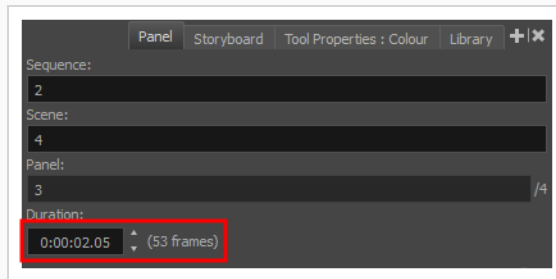 Panel Storyboard Tool Properties : Colour Library
Sequence:
2
Scene:
4
Panel:
3 /4
Duration:
0:00:02.05 (53 frames)